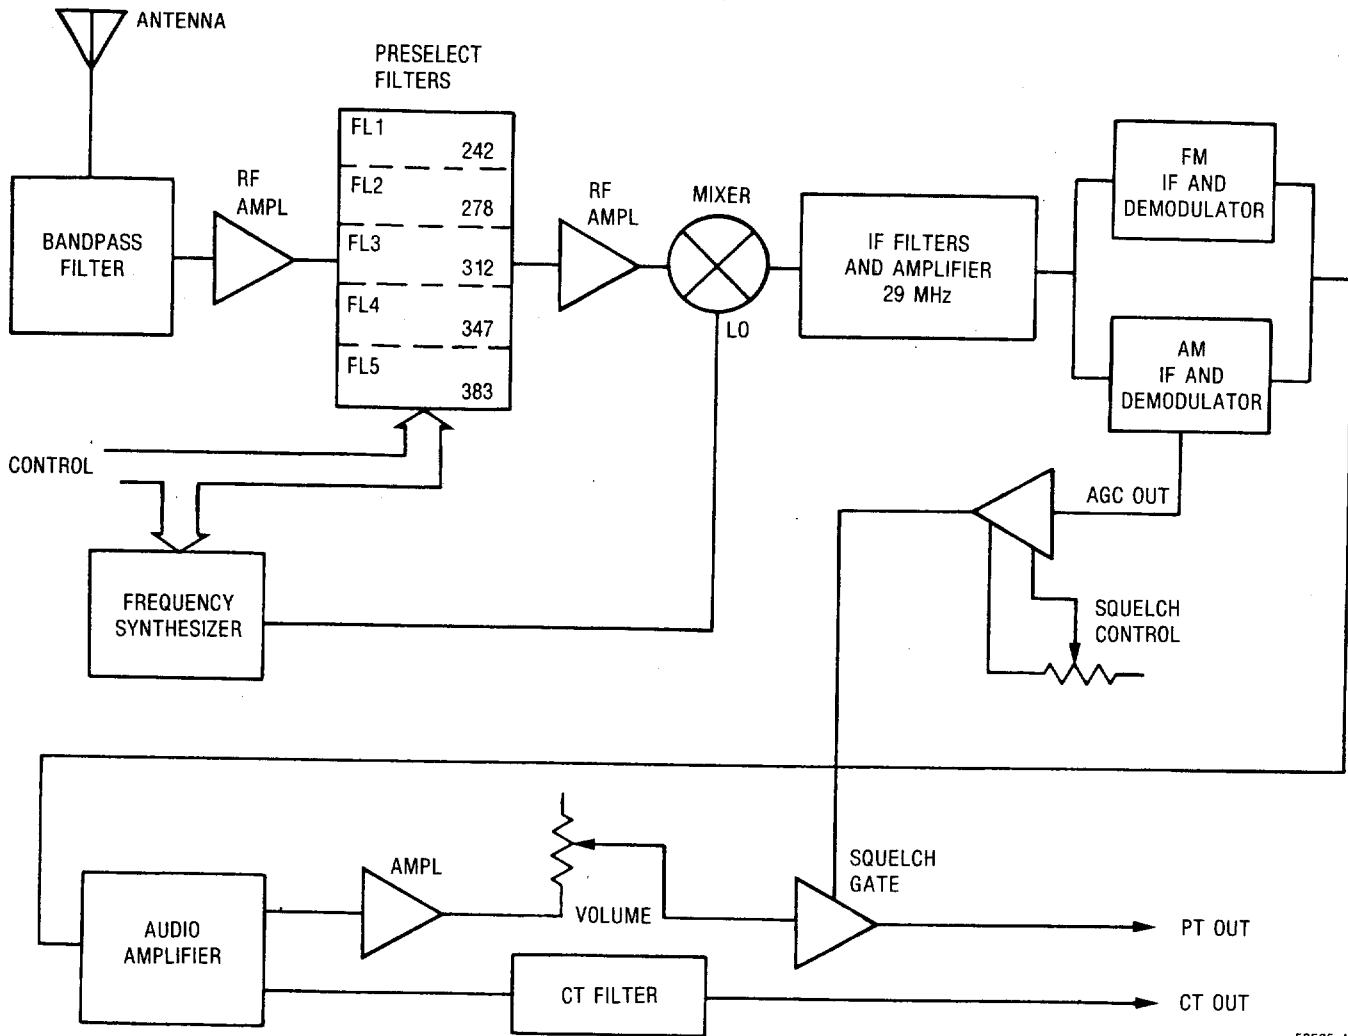 ANTENNA
PRESELECT
FILTERS
FL1
242
FL2
278
FL3
312
FL4
347
FL5
383
BANDPASS
FILTER
RF
AMPL
RF
AMPL
MIXER
LO
IF FILTERS
AND AMPLIFIER
29 MHz
FM
IF AND
DEMODULATOR
AM
IF AND
DEMODULATOR
CONTROL
AGC OUT
FREQUENCY
SYNTHESIZER
SQUELCH
CONTROL
AUDIO
AMPLIFIER
AMPL
VOLUME
SQUELCH
GATE
PT OUT
CT FILTER
CT OUT